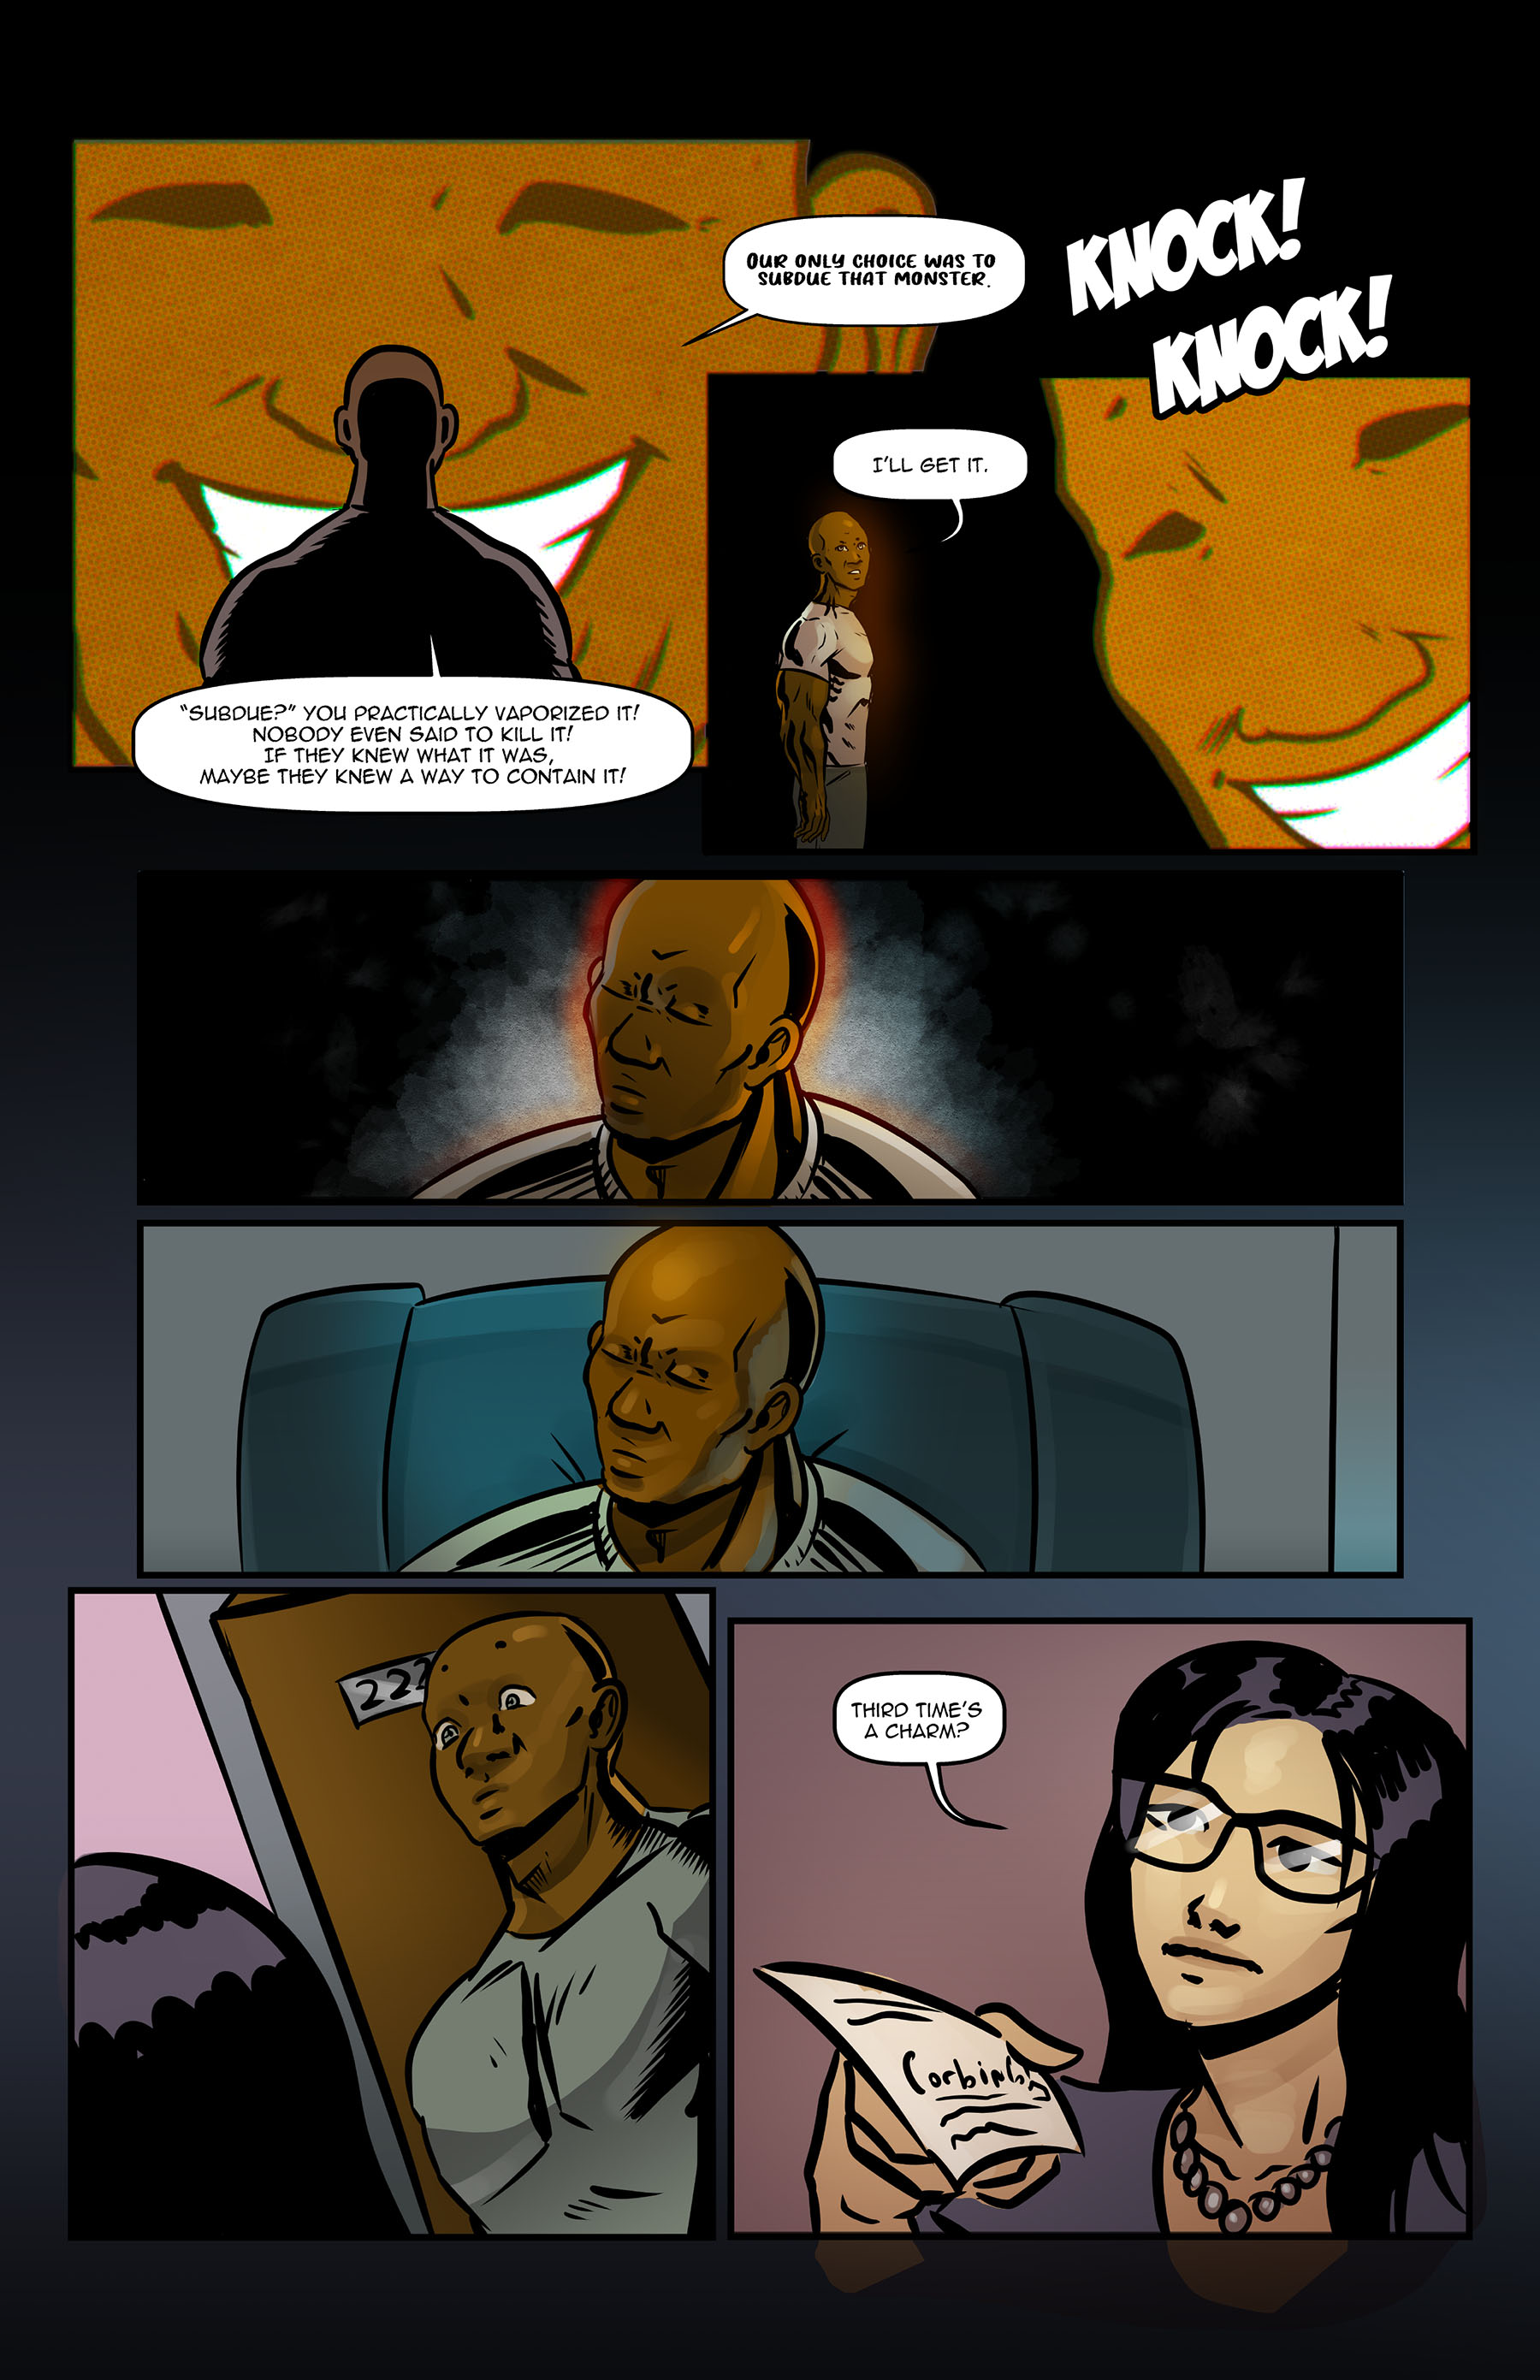 OUR ONLY CHOICE WAS TO
SUBDUE THAT MONSTER.
KNOCK!
KNOCK!
I'LL GET IT.
"SUBDUE?" YOU PRACTICALLY VAPORIZED IT!
NOBODY EVEN SAID TO KILL IT!
IF THEY KNEW WHAT IT WAS,
MAYBE THEY KNEW A WAY TO CONTAIN IT!
222
THIRD TIME'S
A CHARM?